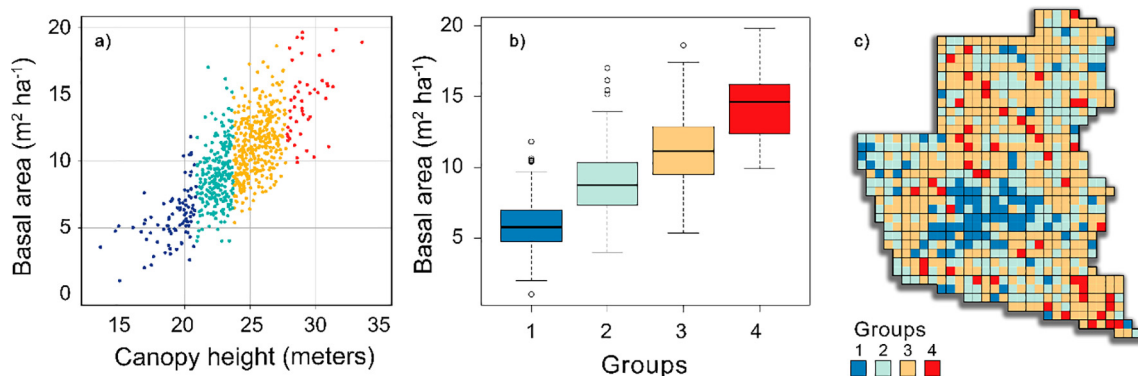 a)
Basal area (m² ha⁻¹)
20
15
10
5
0
15 20 25 30 35
Canopy height (meters)
b)
Basal area (m² ha⁻¹)
20
15
10
5
1 2 3 4
Groups
c)
Groups
1 2 3 4